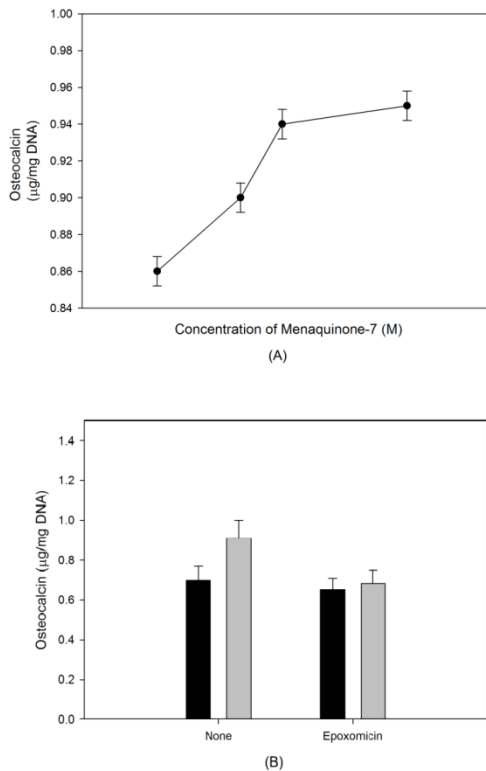 1.00
0.98
0.96
0.94
0.92
0.90
0.88
0.86
0.84
Osteocalcin
(µg/mg DNA)
Concentration of Menaquinone-7 (M)
(A)
1.4
1.2
1.0
0.8
0.6
0.4
0.2
0.0
Osteocalcin (µg/mg DNA)
None Epoxomicin
(B)